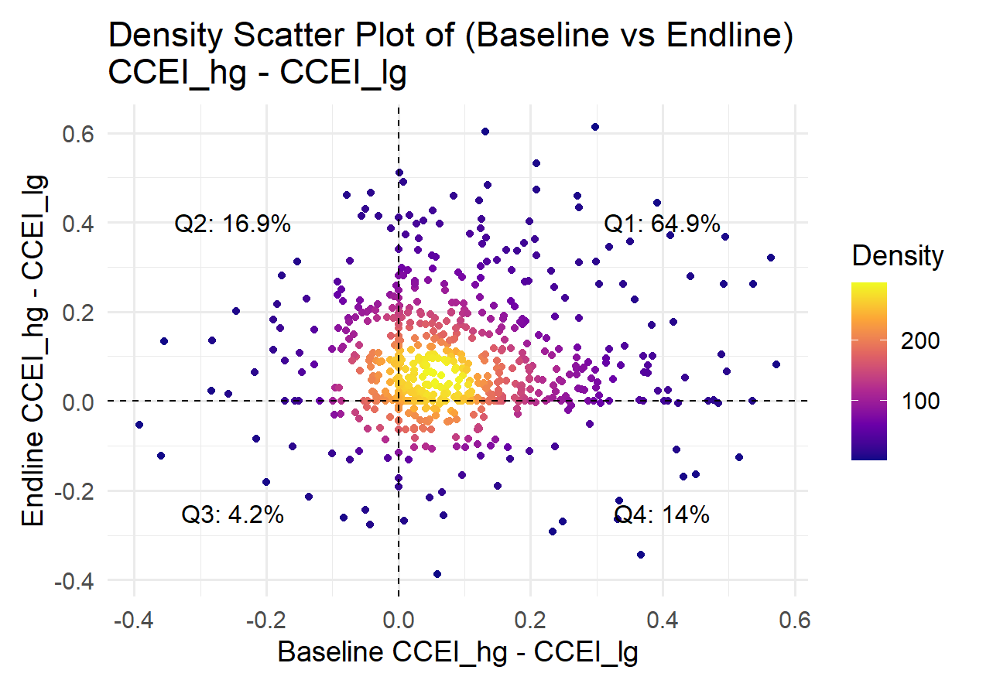 Density Scatter Plot of (Baseline vs Endline)
CCEI_hg - CCEI_lg
Endline CCEI_hg - CCEI_lg
0.6
0.4
0.2
0.0
-0.2
-0.4
Q2: 16.9%
Q1: 64.9%
Q3: 4.2%
Q4: 14%
-0.4
-0.2
0.0
0.2
0.4
0.6
Baseline CCEI_hg - CCEI_lg
Density
200
100